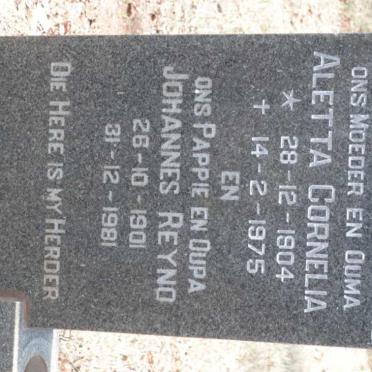 ONS MOEDER EN OUMA
ALETTA CORNELIA
* 28-12-1904
† 14-2-1975
EN
ONS PAPPIE EN OUPA
JOHANNES REYNO
26-10-1901
31-12-1981
DIE HERE IS MY HERDER